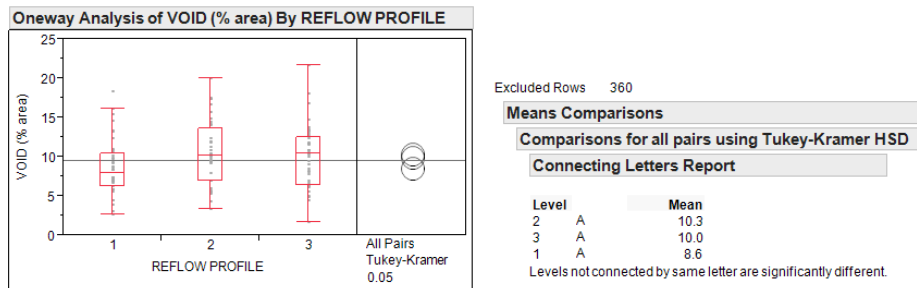 Oneway Analysis of VOID (% area) By REFLOW PROFILE
25
20
15
10
5
0
VOID (% area)
1 2 3
REFLOW PROFILE
All Pairs
Tukey-Kramer
0.05
Excluded Rows 360
Means Comparisons
Comparisons for all pairs using Tukey-Kramer HSD
Connecting Letters Report
Level Mean
2 A 10.3
3 A 10.0
1 A 8.6
Levels not connected by same letter are significantly different.